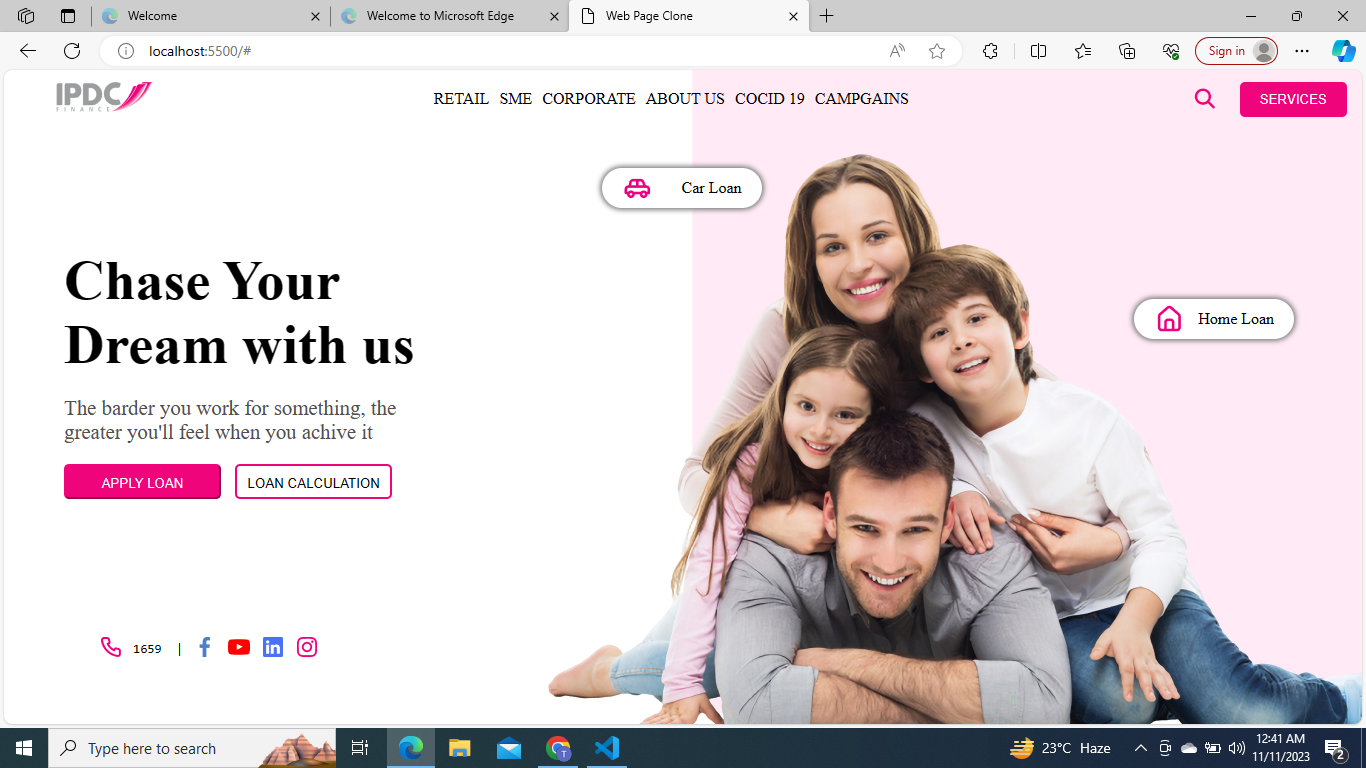 Welcome
Welcome to Microsoft Edge
Web Page Clone
localhost:5500/#
Sign in
IPDC
FINANCE
RETAIL SME CORPORATE ABOUT US COCID 19 CAMPGAINS
SERVICES
Car Loan
Home Loan
Chase Your
Dream with us
The barder you work for something, the
greater you'll feel when you achive it
APPLY LOAN
LOAN CALCULATION
1659 |
Type here to search
23°C Haze
12:41 AM
11/11/2023
2